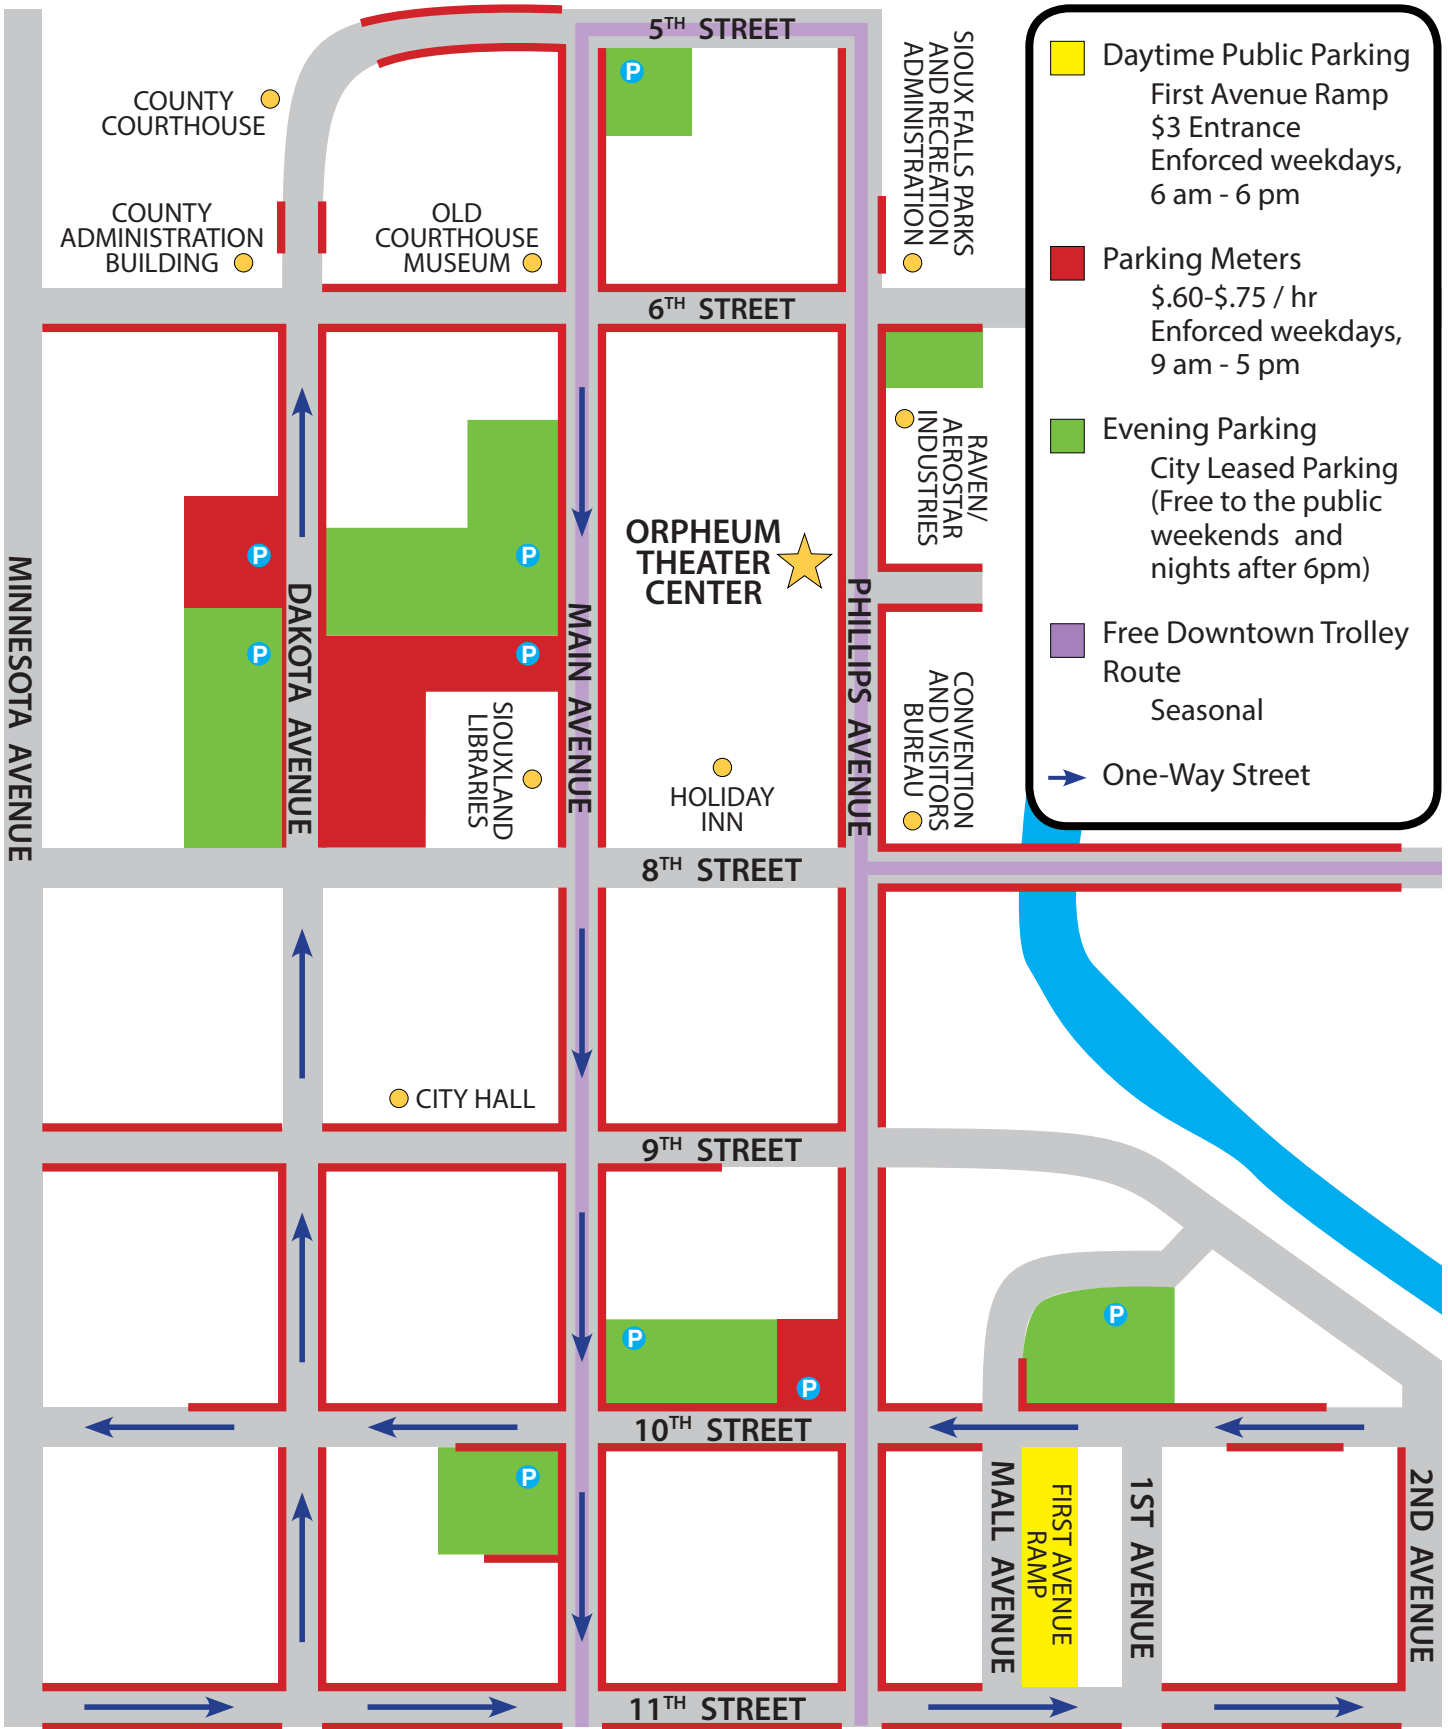 5TH STREET
COUNTY
COURTHOUSE
P
SIOUX FALLS PARKS
AND RECREATION
ADMINISTRATION
COUNTY
ADMINISTRATION
BUILDING
OLD
COURTHOUSE
MUSEUM
6TH STREET
Daytime Public Parking
First Avenue Ramp
$3 Entrance
Enforced weekdays,
6 am - 6 pm
Parking Meters
$.60-$.75 / hr
Enforced weekdays,
9 am - 5 pm
Evening Parking
City Leased Parking
(Free to the public
weekends and
nights after 6pm)
Free Downtown Trolley
Route
Seasonal
One-Way Street
RAVEN/
AEROSTAR
INDUSTRIES
P
P
ORPHEUM
THEATER
CENTER
MINNESOTA AVENUE
DAKOTA AVENUE
MAIN AVENUE
PHILLIPS AVENUE
P
P
SIOUXLAND
LIBRARIES
HOLIDAY
INN
CONVENTION
AND VISITORS
BUREAU
8TH STREET
CITY HALL
9TH STREET
P
P
P
10TH STREET
P
MALL AVENUE
FIRST AVENUE
RAMP
1ST AVENUE
2ND AVENUE
11TH STREET